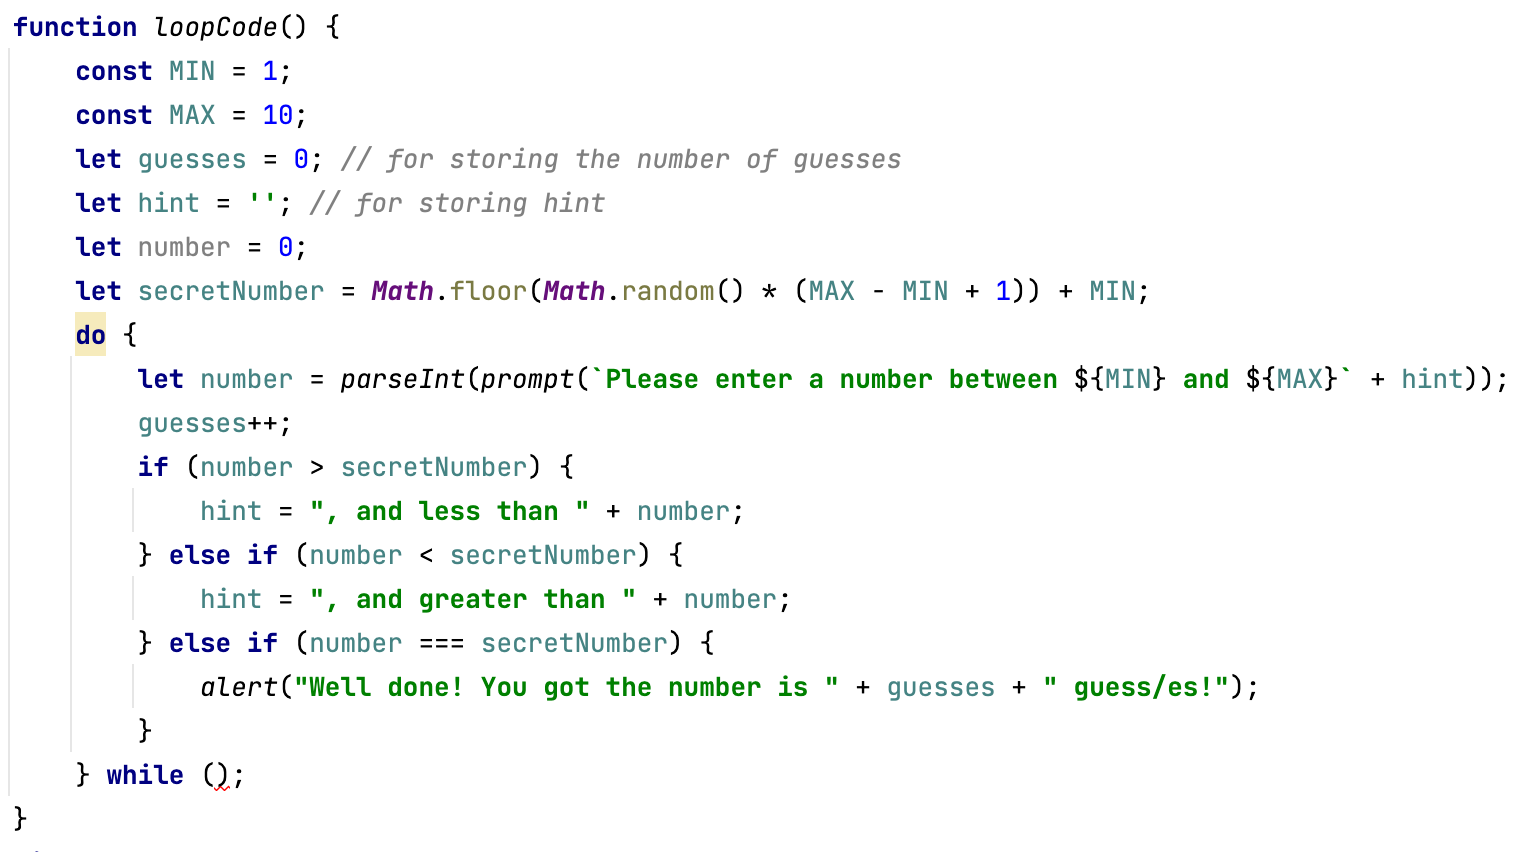 function loopCode() {
    const MIN = 1;
    const MAX = 10;
    let guesses = 0; // for storing the number of guesses
    let hint = ''; // for storing hint
    let number = 0;
    let secretNumber = Math.floor(Math.random() * (MAX - MIN + 1)) + MIN;
    do {
        let number = parseInt(prompt(`Please enter a number between ${MIN} and ${MAX}` + hint));
        guesses++;
        if (number > secretNumber) {
            hint = ", and less than " + number;
        } else if (number < secretNumber) {
            hint = ", and greater than " + number;
        } else if (number === secretNumber) {
            alert("Well done! You got the number is " + guesses + " guess/es!");
        }
    } while ();
}